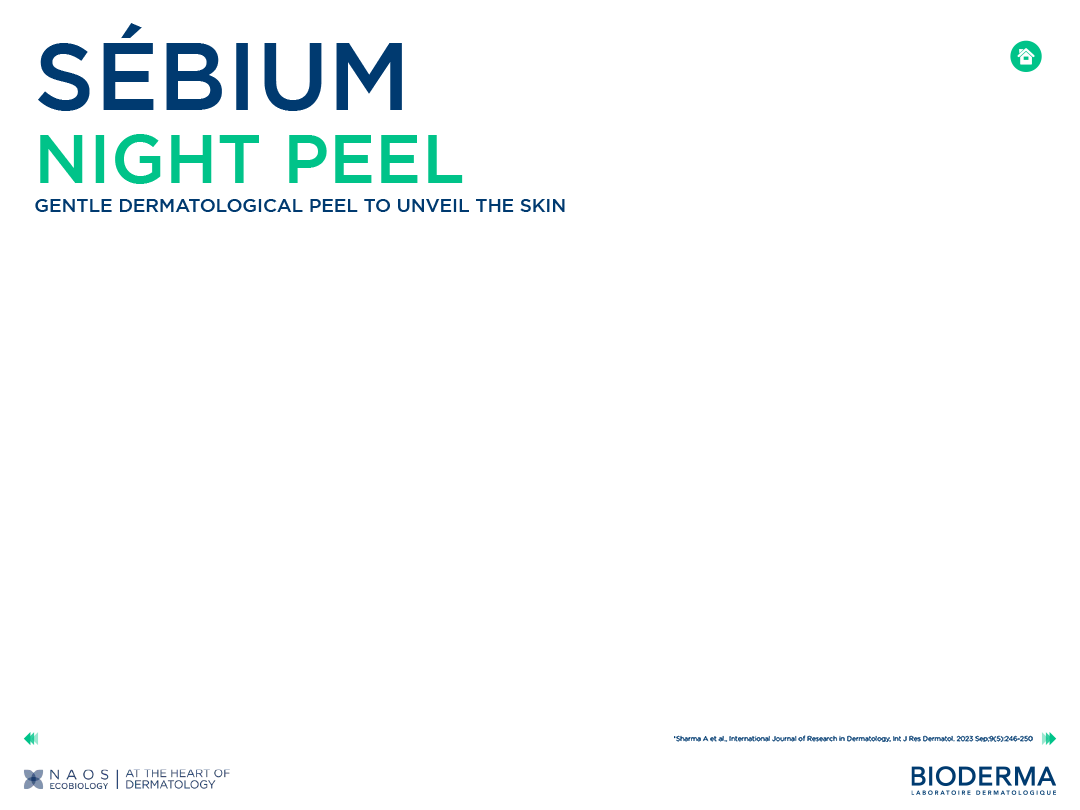 SÉBIUM
NIGHT PEEL
GENTLE DERMATOLOGICAL PEEL TO UNVEIL THE SKIN
*Sharma A et al., International Journal of Research in Dermatology, Int J Res Dermatol. 2023 Sep;9(5):246-250
NAOS
ECOBIOLOGY
AT THE HEART OF
DERMATOLOGY
BIODERMA
LABORATOIRE DERMATOLOGIQUE